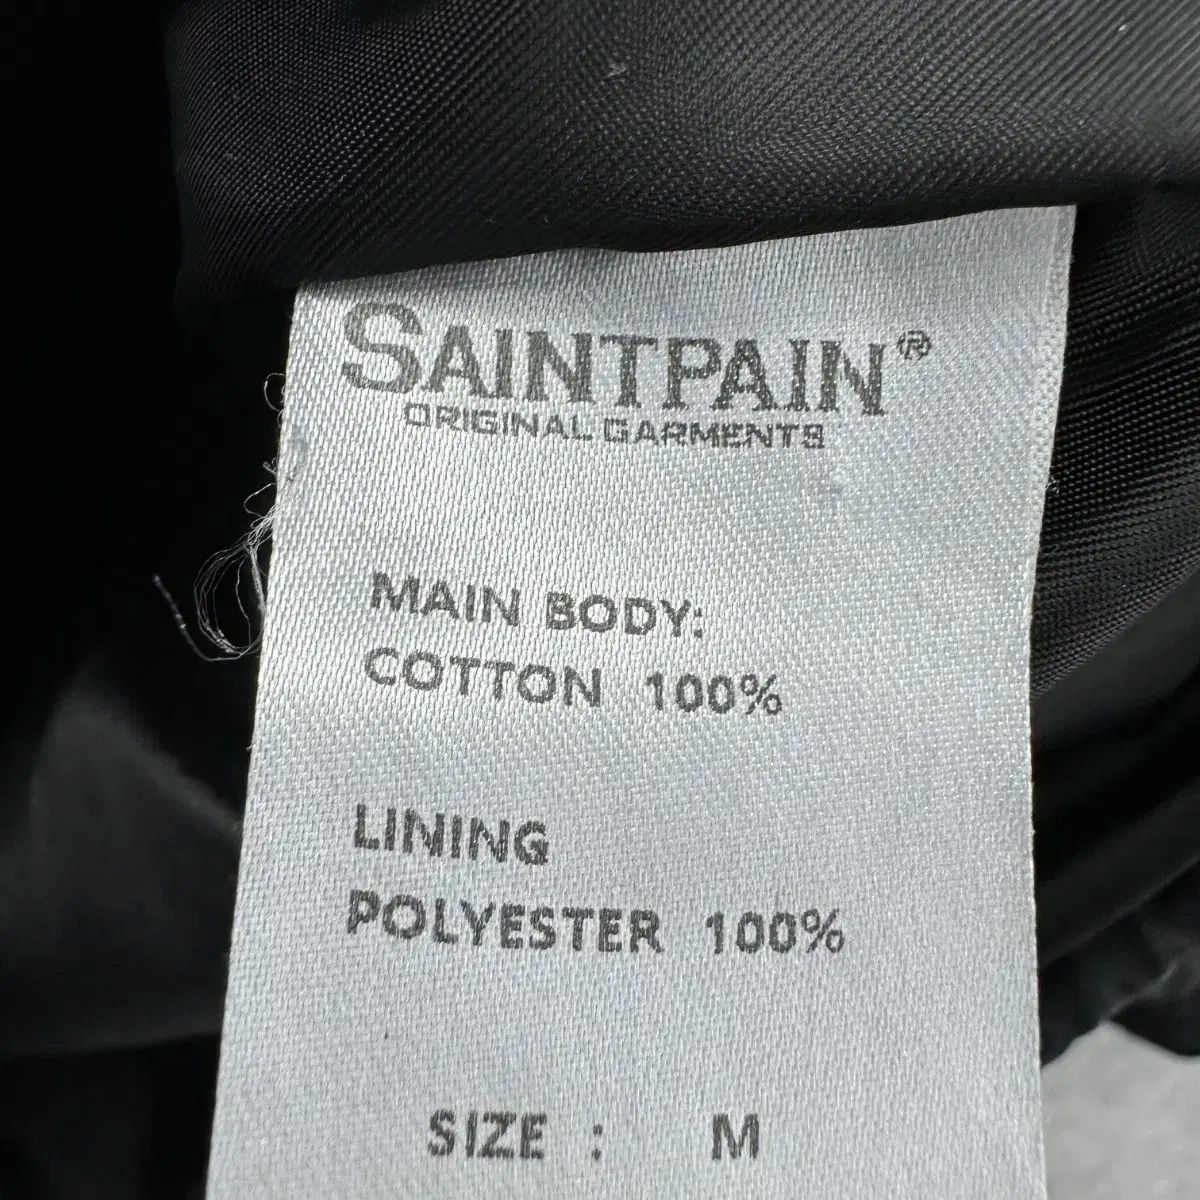 SAINTPAIN®
ORIGINAL GARMENTS
MAIN BODY:
COTTON 100%
LINING
POLYESTER 100%
SIZE : M